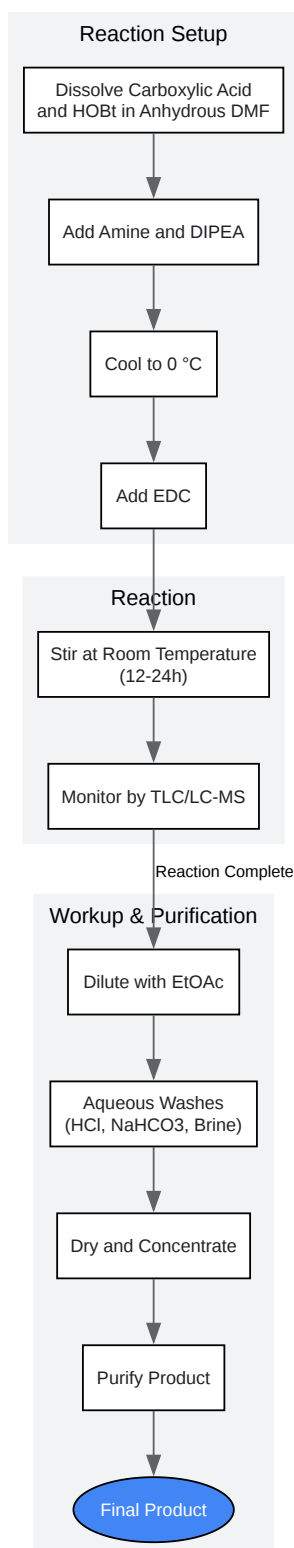 Reaction Setup
Dissolve Carboxylic Acid
and HOBt in Anhydrous DMF
Add Amine and DIPEA
Cool to 0 °C
Add EDC
Reaction
Stir at Room Temperature
(12-24h)
Monitor by TLC/LC-MS
Reaction Complete
Workup & Purification
Dilute with EtOAc
Aqueous Washes
(HCl, NaHCO3, Brine)
Dry and Concentrate
Purify Product
Final Product